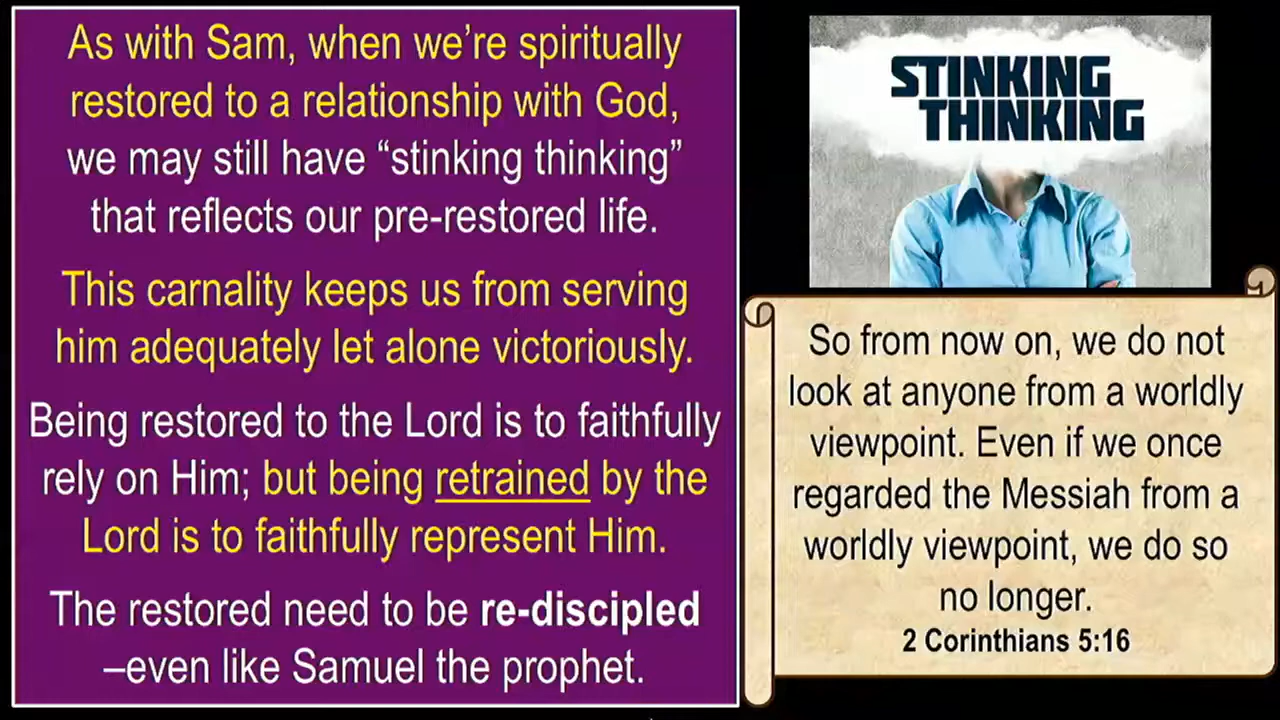 As with Sam, when we’re spiritually
restored to a relationship with God,
we may still have “stinking thinking”
that reflects our pre-restored life.
This carnality keeps us from serving
him adequately let alone victoriously.
Being restored to the Lord is to faithfully
rely on Him; but being retrained by the
Lord is to faithfully represent Him.
The restored need to be re-discipled
–even like Samuel the prophet.
STINKING
THINKING
So from now on, we do not
look at anyone from a worldly
viewpoint. Even if we once
regarded the Messiah from a
worldly viewpoint, we do so
no longer.
2 Corinthians 5:16